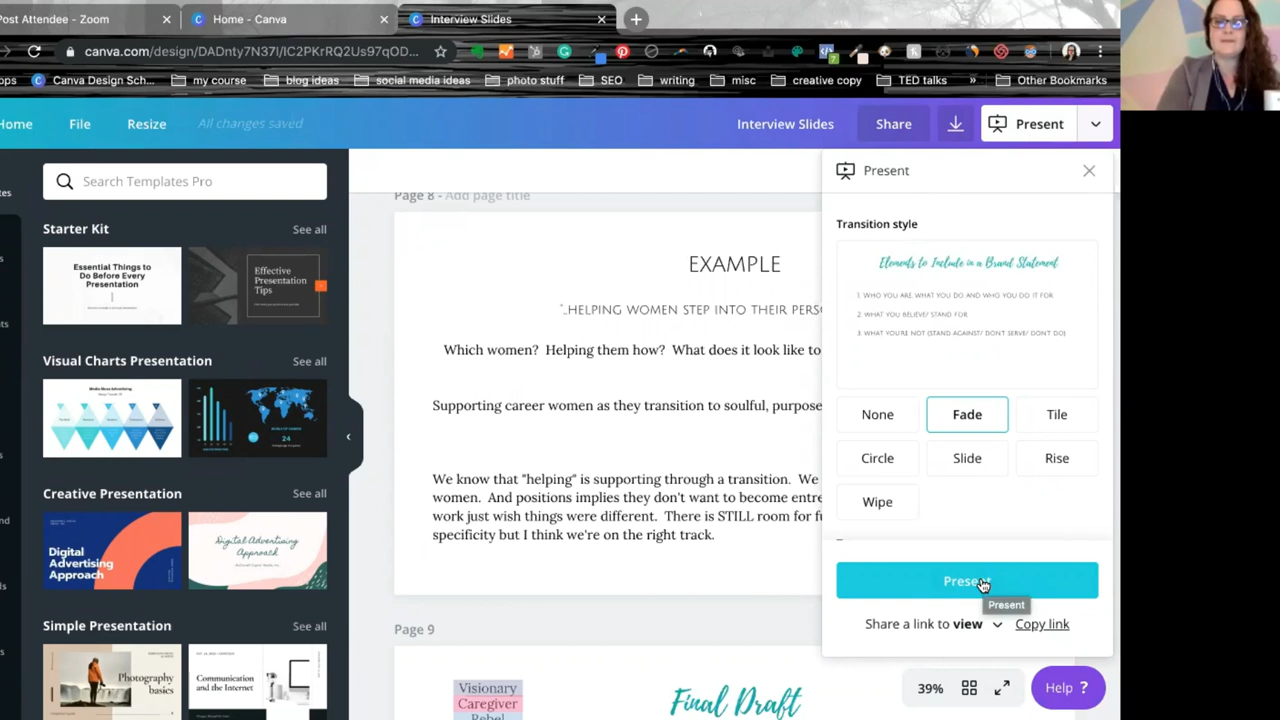 Post Attendee - Zoom
Home - Canva
Interview Slides
canva.com/design/DADnty7N37I/IC2PKrRQ2Us97qOD...
Canva Design Sch...
my course
blog ideas
social media ideas
photo stuff
SEO
writing
misc
creative copy
TED talks
»
Other Bookmarks
Home
File
Resize
All changes saved
Interview Slides
Share
Present
Search Templates Pro
Starter Kit
See all
Essential Things to
Do Before Every
Presentation
Effective
Presentation
Tips
Visual Charts Presentation
See all
24
Creative Presentation
See all
Digital
Advertising
Approach
Digital Advertising
Approach
Simple Presentation
See all
Photography
basics
Communication
and the Internet
Page 8 - Add page title
EXAMPLE
"..HELPING WOMEN STEP INTO THEIR PERSO
Which women? Helping them how? What does it look like to
Supporting career women as they transition to soulful, purpose
We know that "helping" is supporting through a transition. We
women. And positions implies they don't want to become entre
work just wish things were different. There is STILL room for fu
specificity but I think we're on the right track.
Page 9
Visionary
Caregiver
Rebel
Final Draft
Present
Transition style
Elements to Include in a Brand Statement
1. WHO YOU ARE, WHAT YOU DO AND WHO YOU DO IT FOR
2. WHAT YOU BELIEVE/ STAND FOR
3. WHAT YOU'RE NOT (STAND AGAINST/ DON'T SERVE/ DON'T DO)
None
Fade
Tile
Circle
Slide
Rise
Wipe
Present
Present
Share a link to view
Copy link
39%
Help ?